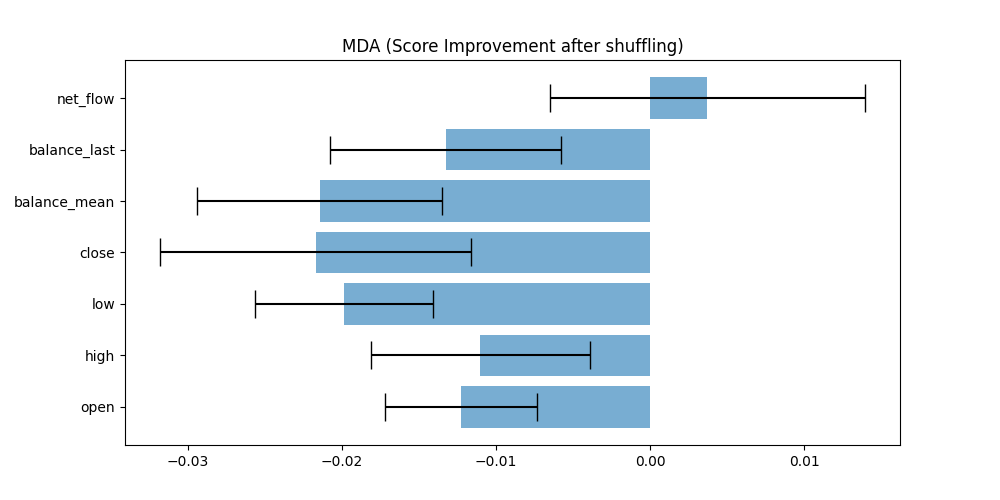 MDA (Score Improvement after shuffling)
net_flow
balance_last
balance_mean
close
low
high
open
−0.03 −0.02 −0.01 0.00 0.01